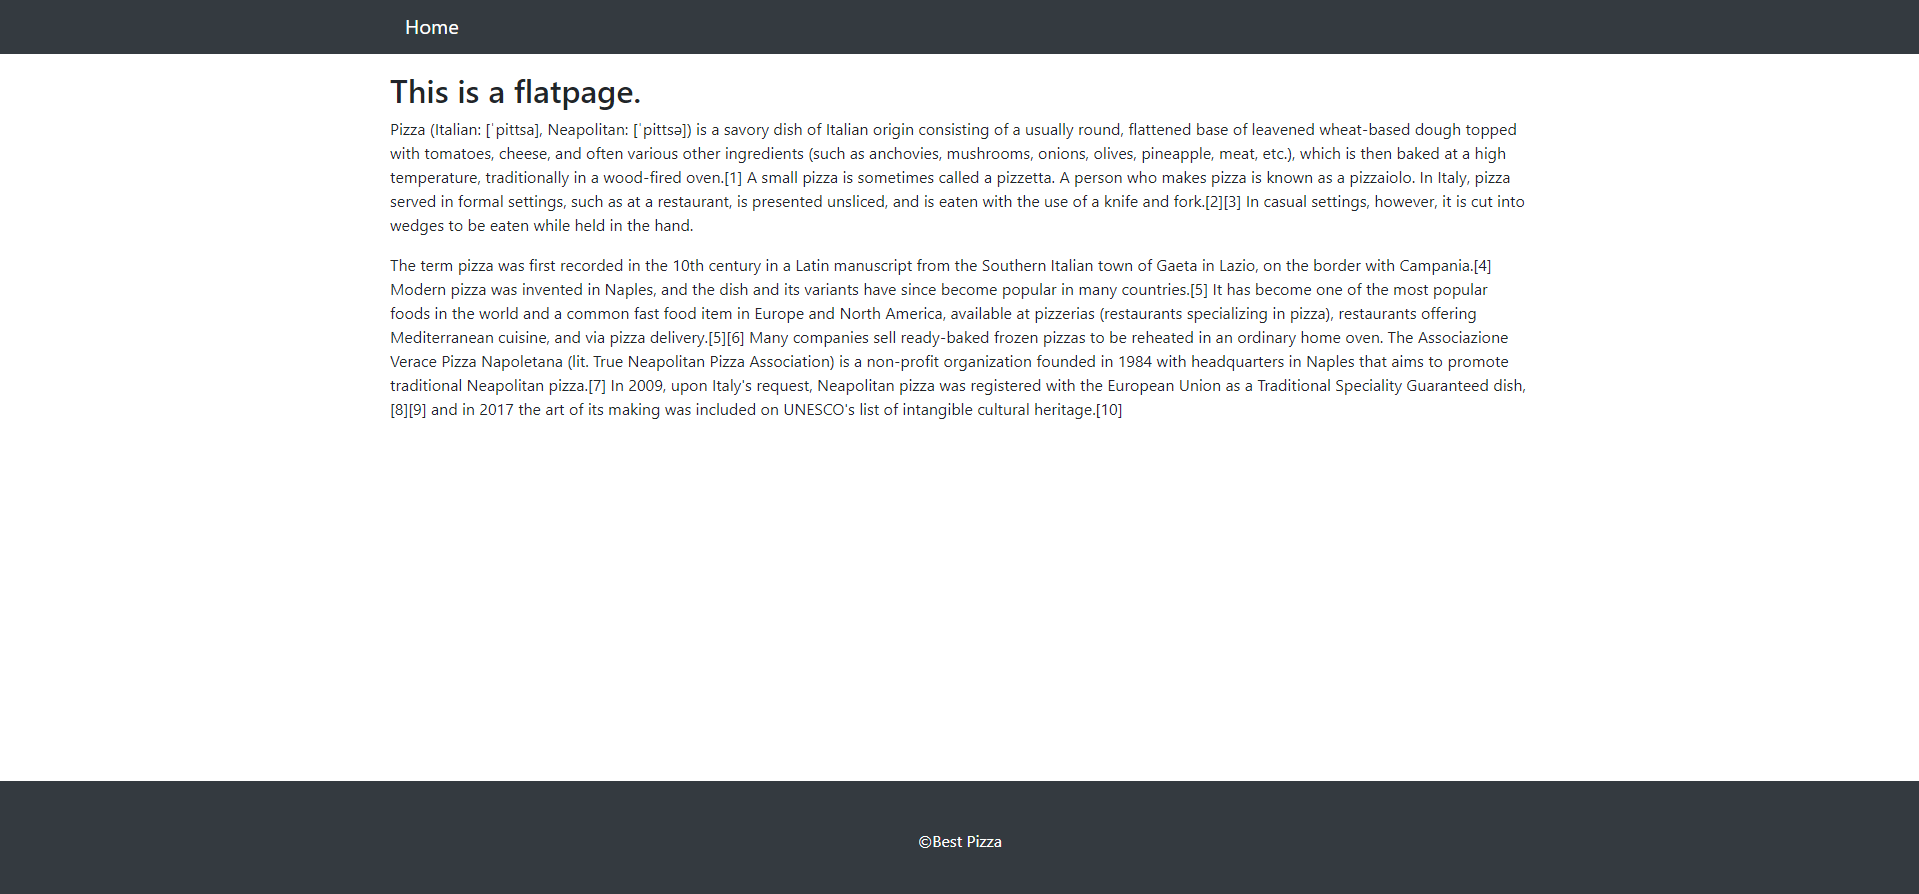 Home
This is a flatpage.
Pizza (Italian: [ˈpittsa], Neapolitan: [ˈpittsə]) is a savory dish of Italian origin consisting of a usually round, flattened base of leavened wheat-based dough topped
with tomatoes, cheese, and often various other ingredients (such as anchovies, mushrooms, onions, olives, pineapple, meat, etc.), which is then baked at a high
temperature, traditionally in a wood-fired oven.[1] A small pizza is sometimes called a pizzetta. A person who makes pizza is known as a pizzaiolo. In Italy, pizza
served in formal settings, such as at a restaurant, is presented unsliced, and is eaten with the use of a knife and fork.[2][3] In casual settings, however, it is cut into
wedges to be eaten while held in the hand.
The term pizza was first recorded in the 10th century in a Latin manuscript from the Southern Italian town of Gaeta in Lazio, on the border with Campania.[4]
Modern pizza was invented in Naples, and the dish and its variants have since become popular in many countries.[5] It has become one of the most popular
foods in the world and a common fast food item in Europe and North America, available at pizzerias (restaurants specializing in pizza), restaurants offering
Mediterranean cuisine, and via pizza delivery.[5][6] Many companies sell ready-baked frozen pizzas to be reheated in an ordinary home oven. The Associazione
Verace Pizza Napoletana (lit. True Neapolitan Pizza Association) is a non-profit organization founded in 1984 with headquarters in Naples that aims to promote
traditional Neapolitan pizza.[7] In 2009, upon Italy's request, Neapolitan pizza was registered with the European Union as a Traditional Speciality Guaranteed dish,
[8][9] and in 2017 the art of its making was included on UNESCO's list of intangible cultural heritage.[10]
©Best Pizza